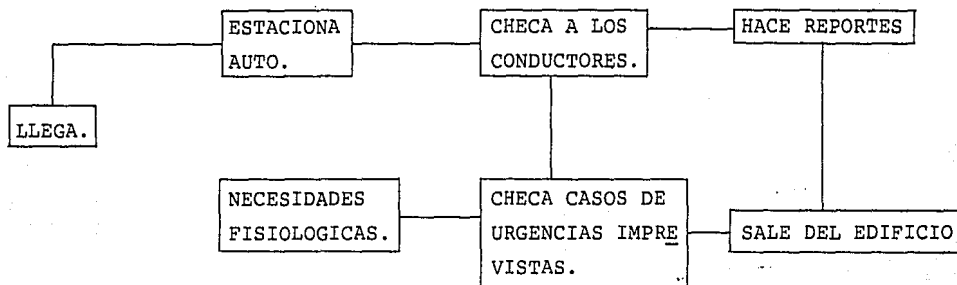 ESTACIONA
AUTO.
CHECA A LOS
CONDUCTORES.
HACE REPORTES
LLEGA.
NECESIDADES
FISIOLOGICAS.
CHECA CASOS DE
URGENCIAS IMPRE
VISTAS.
SALE DEL EDIFICIO